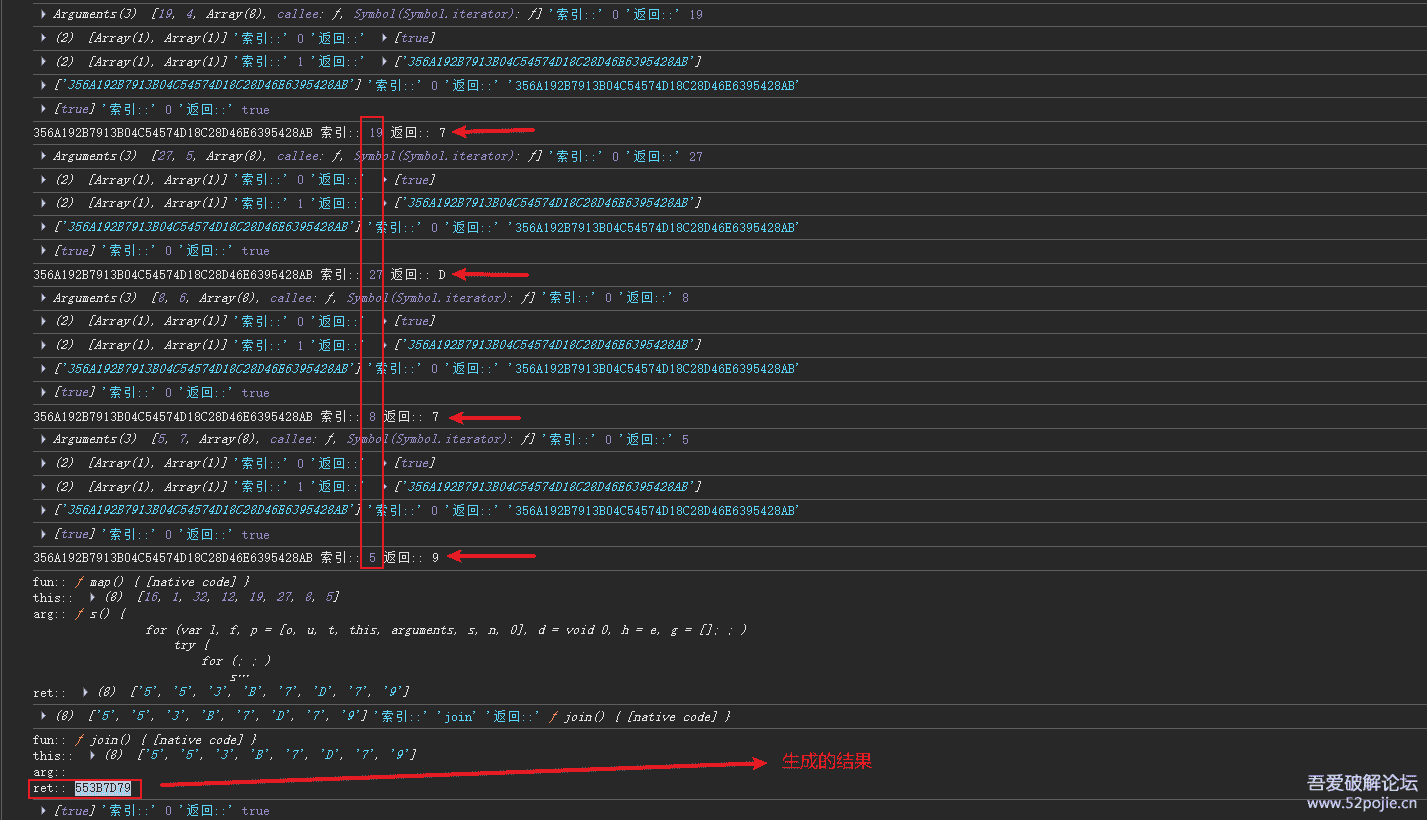 Arguments(3) [19, 4, Array(8), callee: ƒ, Symbol(Symbol.iterator): ƒ] '索引::' 0 '返回::' 19
(2) [Array(1), Array(1)] '索引::' 0 '返回::' [true]
(2) [Array(1), Array(1)] '索引::' 1 '返回::' ['356A192B7913B04C54574D18C28D46E6395428AB']
['356A192B7913B04C54574D18C28D46E6395428AB'] '索引::' 0 '返回::' '356A192B7913B04C54574D18C28D46E6395428AB'
[true] '索引::' 0 '返回::' true
356A192B7913B04C54574D18C28D46E6395428AB 索引:: 19 返回:: 7
Arguments(3) [27, 5, Array(8), callee: ƒ, Symbol(Symbol.iterator): ƒ] '索引::' 0 '返回::' 27
(2) [Array(1), Array(1)] '索引::' 0 '返回::' [true]
(2) [Array(1), Array(1)] '索引::' 1 '返回::' ['356A192B7913B04C54574D18C28D46E6395428AB']
['356A192B7913B04C54574D18C28D46E6395428AB'] '索引::' 0 '返回::' '356A192B7913B04C54574D18C28D46E6395428AB'
[true] '索引::' 0 '返回::' true
356A192B7913B04C54574D18C28D46E6395428AB 索引:: 27 返回:: D
Arguments(3) [8, 6, Array(8), callee: ƒ, Symbol(Symbol.iterator): ƒ] '索引::' 0 '返回::' 8
(2) [Array(1), Array(1)] '索引::' 0 '返回::' [true]
(2) [Array(1), Array(1)] '索引::' 1 '返回::' ['356A192B7913B04C54574D18C28D46E6395428AB']
['356A192B7913B04C54574D18C28D46E6395428AB'] '索引::' 0 '返回::' '356A192B7913B04C54574D18C28D46E6395428AB'
[true] '索引::' 0 '返回::' true
356A192B7913B04C54574D18C28D46E6395428AB 索引:: 8 返回:: 7
Arguments(3) [5, 7, Array(8), callee: ƒ, Symbol(Symbol.iterator): ƒ] '索引::' 0 '返回::' 5
(2) [Array(1), Array(1)] '索引::' 0 '返回::' [true]
(2) [Array(1), Array(1)] '索引::' 1 '返回::' ['356A192B7913B04C54574D18C28D46E6395428AB']
['356A192B7913B04C54574D18C28D46E6395428AB'] '索引::' 0 '返回::' '356A192B7913B04C54574D18C28D46E6395428AB'
[true] '索引::' 0 '返回::' true
356A192B7913B04C54574D18C28D46E6395428AB 索引:: 5 返回:: 9
fun:: ƒ map() { [native code] }
this:: (8) [16, 1, 32, 12, 19, 27, 8, 5]
arg:: ƒ s() {
for (var l, f, p = [o, u, t, this, arguments, s, n, 0], d = void 0, h = e, g = []; ; )
try {
for (; ; )
s…
ret:: (8) ['5', '5', '3', 'B', '7', 'D', '7', '9']
(8) ['5', '5', '3', 'B', '7', 'D', '7', '9'] '索引::' 'join' '返回::' ƒ join() { [native code] }
fun:: ƒ join() { [native code] }
this:: (8) ['5', '5', '3', 'B', '7', 'D', '7', '9']
生成的结果
arg::
ret:: 553B7D79
[true] '索引::' 0 '返回::' true
吾爱破解论坛
www.52pojie.cn